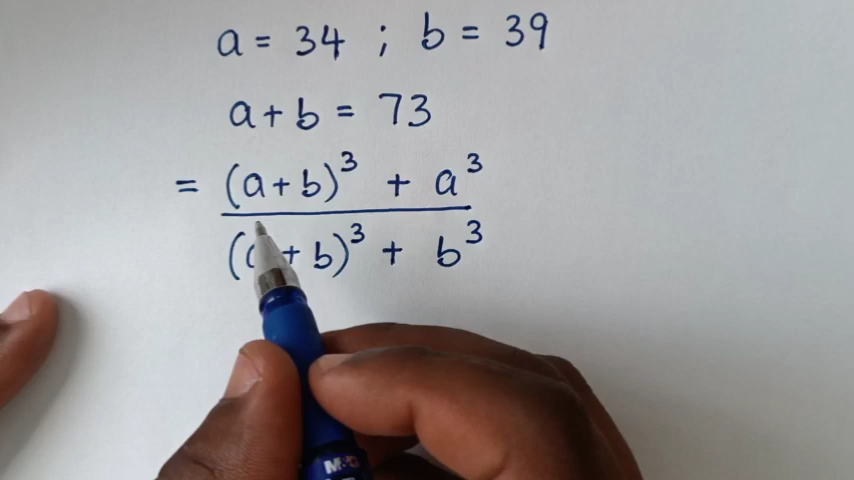 a = 34 ; b = 39
a + b = 73
= (a + b)³ + a³
( + b)³ + b³